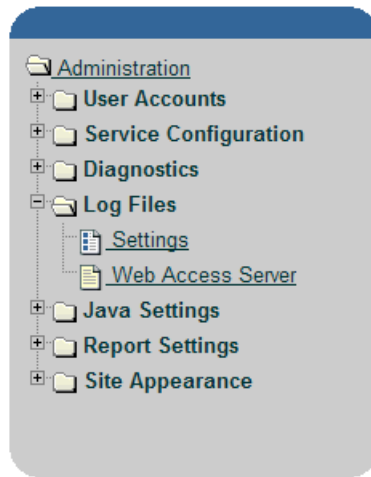 Administration
User Accounts
Service Configuration
Diagnostics
Log Files
Settings
Web Access Server
Java Settings
Report Settings
Site Appearance